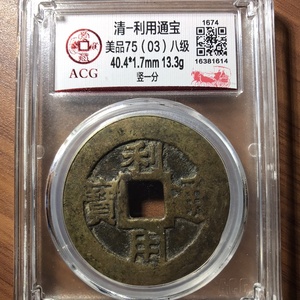 清-利用通宝
1674
美品75（03）八级
16381614
40.4*1.7mm 13.3g
竖一分
ACG
利
寶 通
用